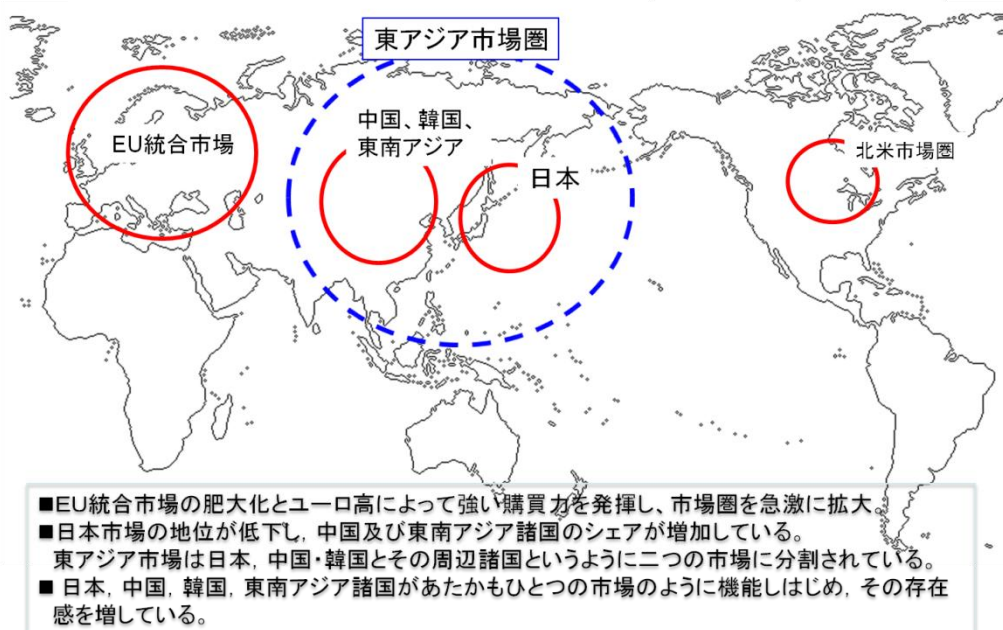 東アジア市場圏
EU統合市場
中国、韓国、
東南アジア
日本
北米市場圏
■EU統合市場の肥大化とユーロ高によって強い購買力を発揮し、市場圏を急激に拡大。
■日本市場の地位が低下し，中国及び東南アジア諸国のシェアが増加している。
東アジア市場は日本，中国・韓国とその周辺諸国というように二つの市場に分割されている。
■ 日本，中国，韓国，東南アジア諸国があたかもひとつの市場のように機能しはじめ，その存在
感を増している。